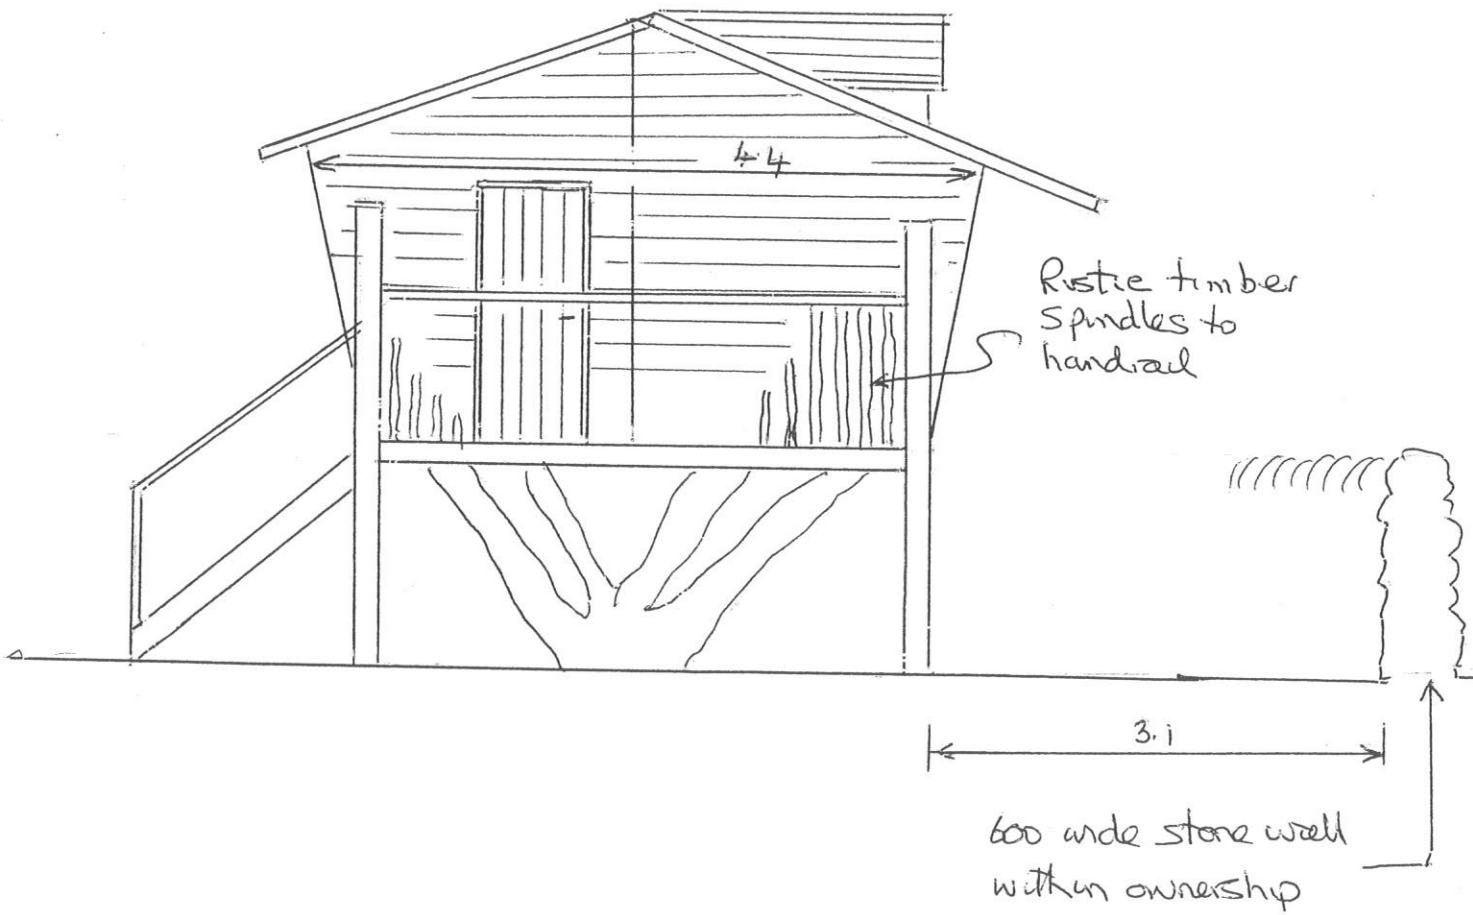 4.4
Rustic timber
spindles to
handrail
3.1
600 wide stone wall
within ownership